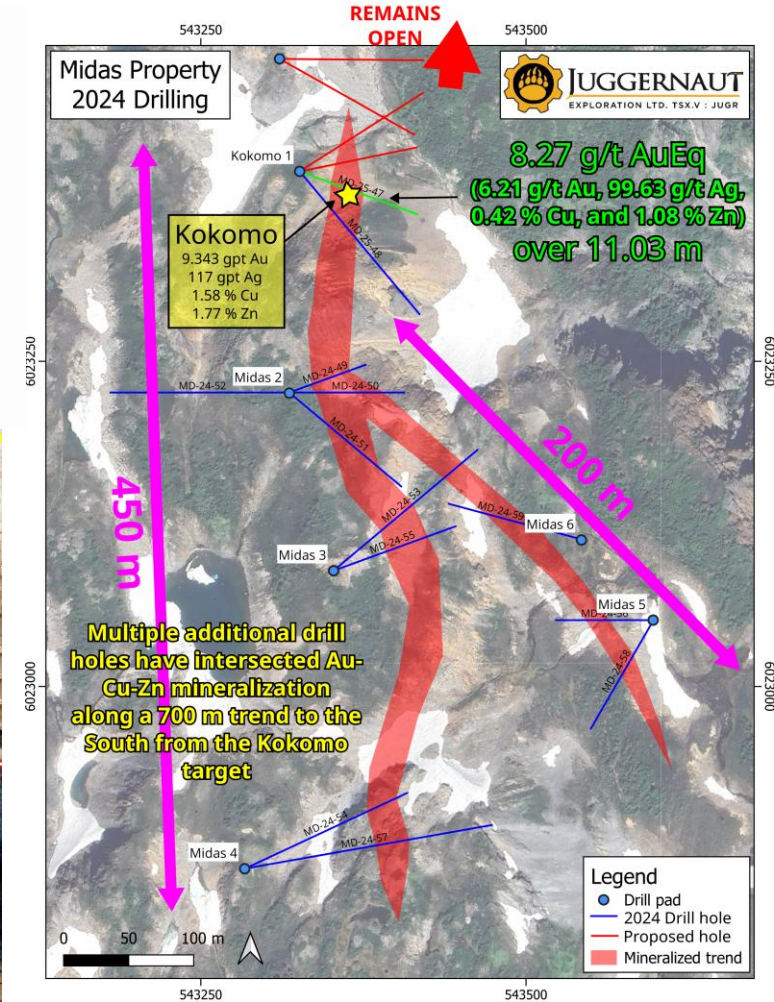 REMAINS
OPEN
543250
543500
Midas Property
2024 Drilling
JUGGERNAUT
EXPLORATION LTD. TSX.V : JUGR
8.27 g/t AuEq
(6.21 g/t Au, 99.63 g/t Ag,
0.42 % Cu, and 1.08 % Zn)
over 11.03 m
Kokomo 1
MD-25-47
MD-25-48
Kokomo
9.343 gpt Au
117 gpt Ag
1.58 % Cu
1.77 % Zn
6023250
6023250
Midas 2
MD-24-49
MD-24-52
MD-24-50
MD-24-51
450 m
200 m
MD-24-53
MD-24-59
Midas 6
Midas 3
MD-24-55
Midas 5
MD-24-56
MD-24-58
Multiple additional drill
holes have intersected Au-
Cu-Zn mineralization
along a 700 m trend to the
South from the Kokomo
target
6023000
6023000
MD-24-54
MD-24-57
Midas 4
Legend
Drill pad
2024 Drill hole
Proposed hole
Mineralized trend
0 50 100 m
543250
543500